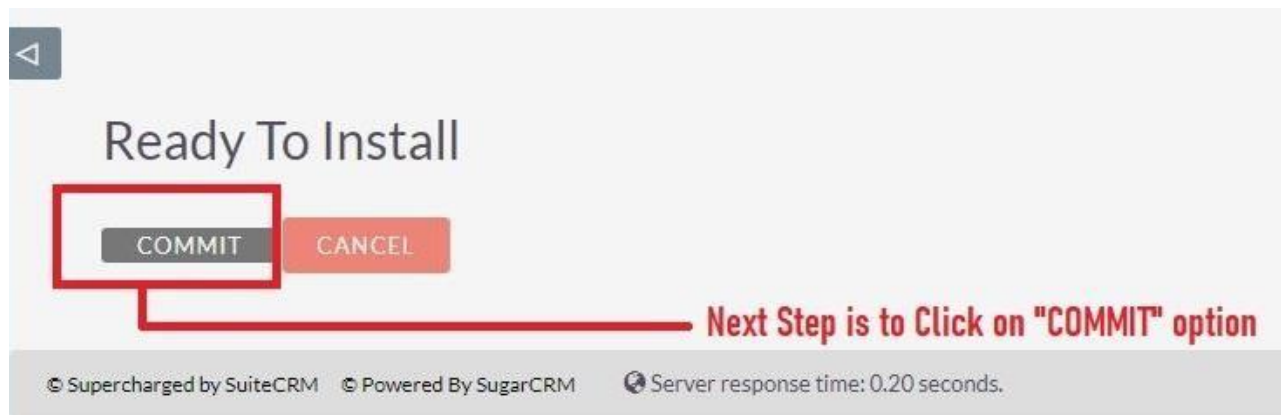 Ready To Install
COMMIT CANCEL
Next Step is to Click on "COMMIT" option
© Supercharged by SuiteCRM © Powered By SugarCRM Server response time: 0.20 seconds.